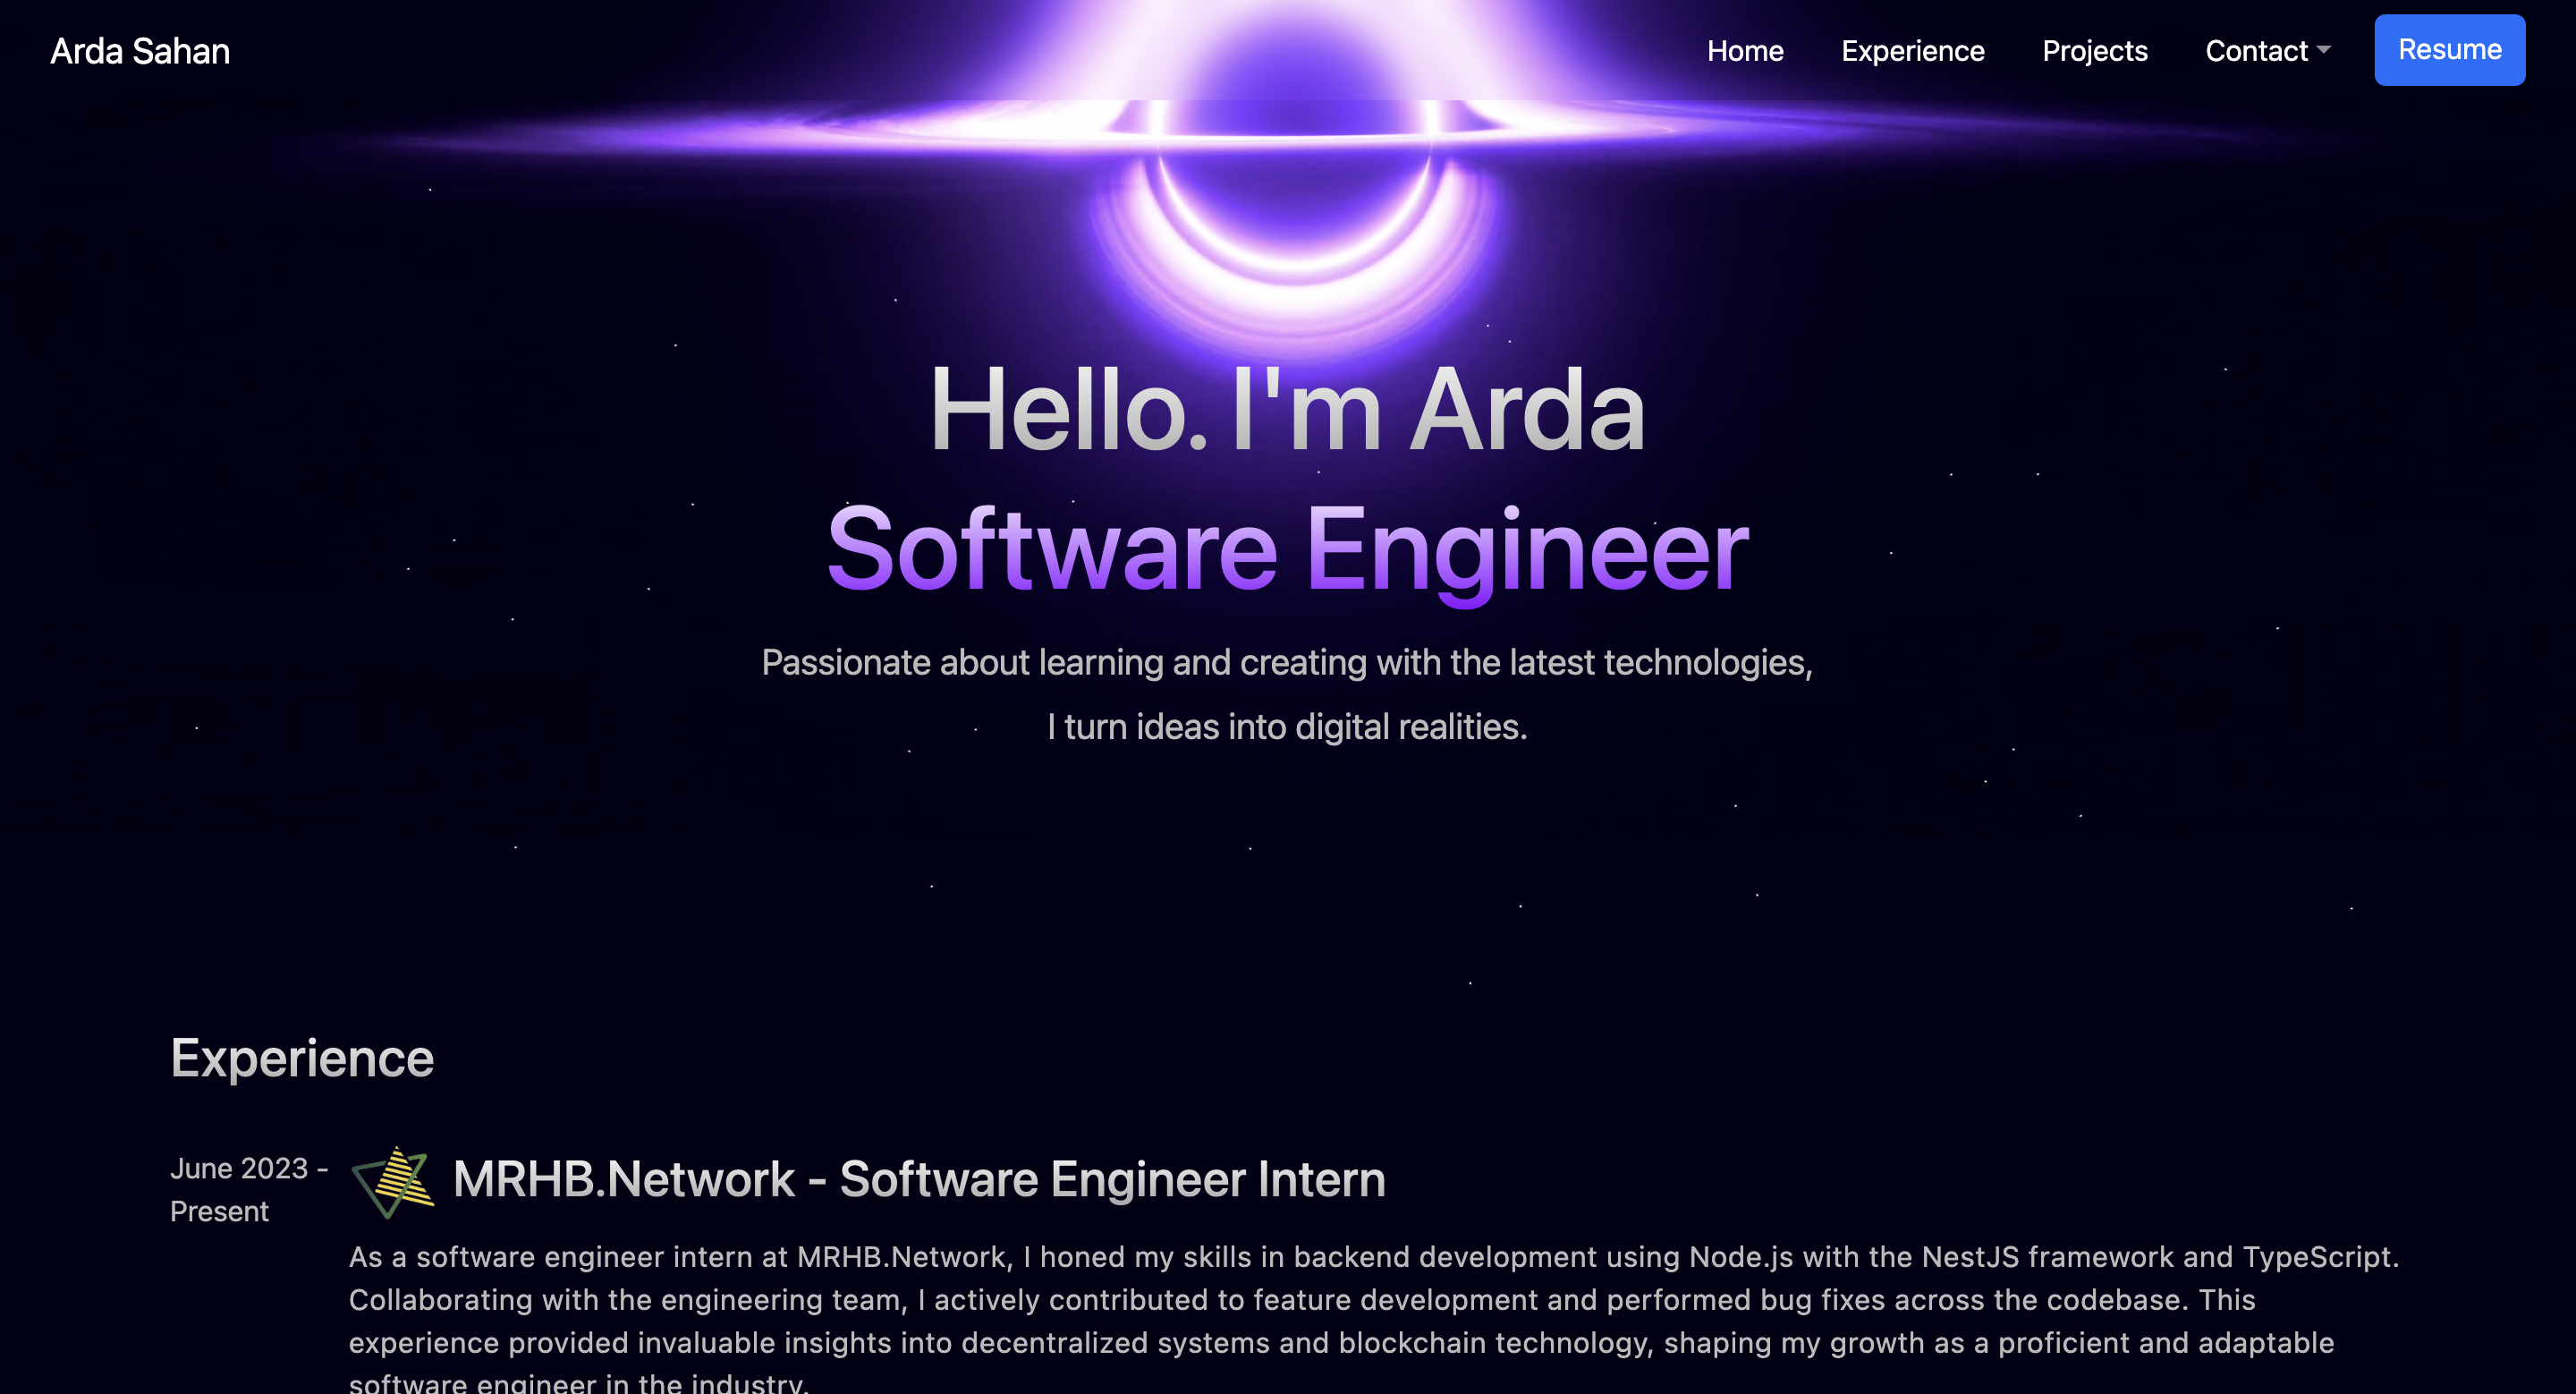 Arda Sahan
Home
Experience
Projects
Contact
Resume
Hello. I'm Arda
Software Engineer
Passionate about learning and creating with the latest technologies,
I turn ideas into digital realities.
Experience
June 2023 -
Present
MRHB.Network - Software Engineer Intern
As a software engineer intern at MRHB.Network, I honed my skills in backend development using Node.js with the NestJS framework and TypeScript.
Collaborating with the engineering team, I actively contributed to feature development and performed bug fixes across the codebase. This
experience provided invaluable insights into decentralized systems and blockchain technology, shaping my growth as a proficient and adaptable
software engineer in the industry.